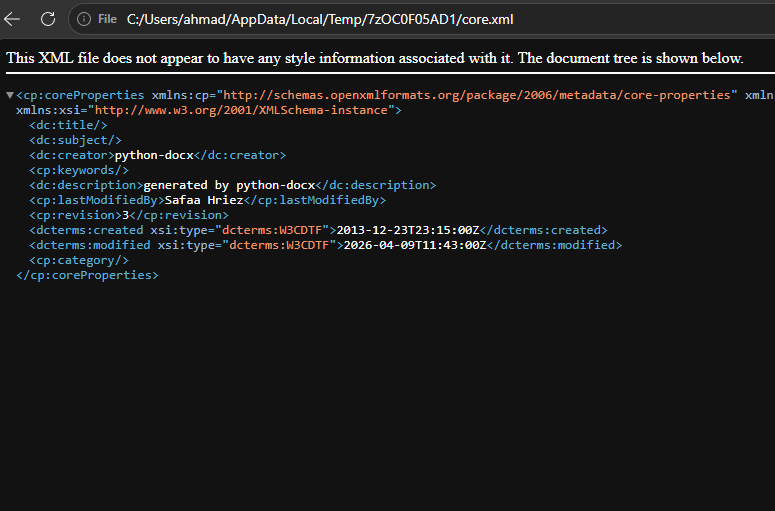 File C:/Users/ahmad/AppData/Local/Temp/7zOC0F05AD1/core.xml
This XML file does not appear to have any style information associated with it. The document tree is shown below.
▼<cp:coreProperties xmlns:cp="http://schemas.openxmlformats.org/package/2006/metadata/core-properties" xmln
xmlns:xsi="http://www.w3.org/2001/XMLSchema-instance">
<dc:title/>
<dc:subject/>
<dc:creator>python-docx</dc:creator>
<cp:keywords/>
<dc:description>generated by python-docx</dc:description>
<cp:lastModifiedBy>Safaa Hriez</cp:lastModifiedBy>
<cp:revision>3</cp:revision>
<dcterms:created xsi:type="dcterms:W3CDTF">2013-12-23T23:15:00Z</dcterms:created>
<dcterms:modified xsi:type="dcterms:W3CDTF">2026-04-09T11:43:00Z</dcterms:modified>
<cp:category/>
</cp:coreProperties>